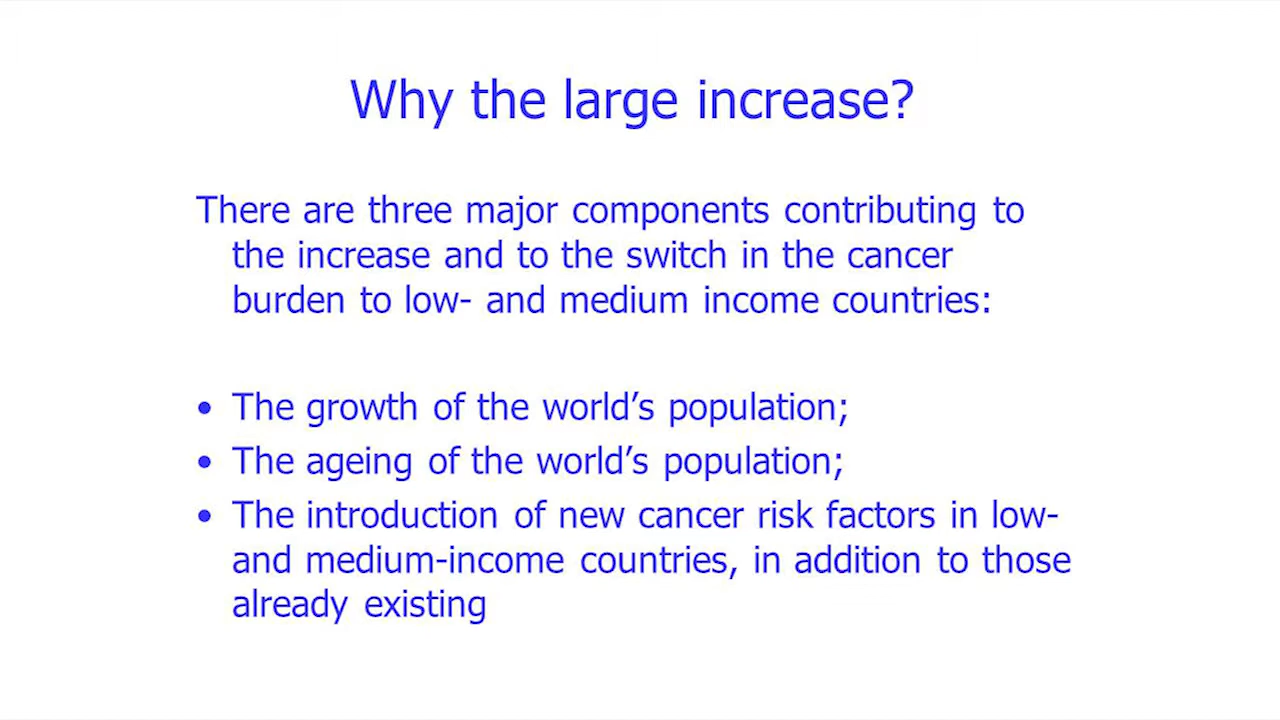 Why the large increase?
There are three major components contributing to
the increase and to the switch in the cancer
burden to low- and medium income countries:
• The growth of the world’s population;
• The ageing of the world’s population;
• The introduction of new cancer risk factors in low-
and medium-income countries, in addition to those
already existing